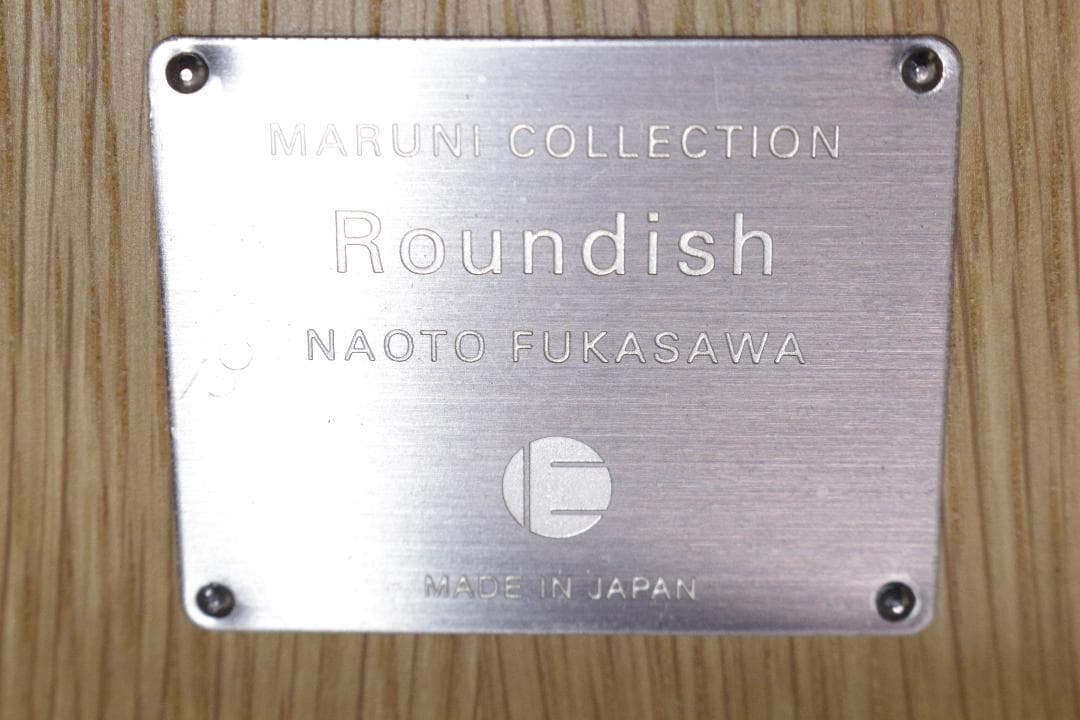 MARUNI COLLECTION
Roundish
NAOTO FUKASAWA
MADE IN JAPAN